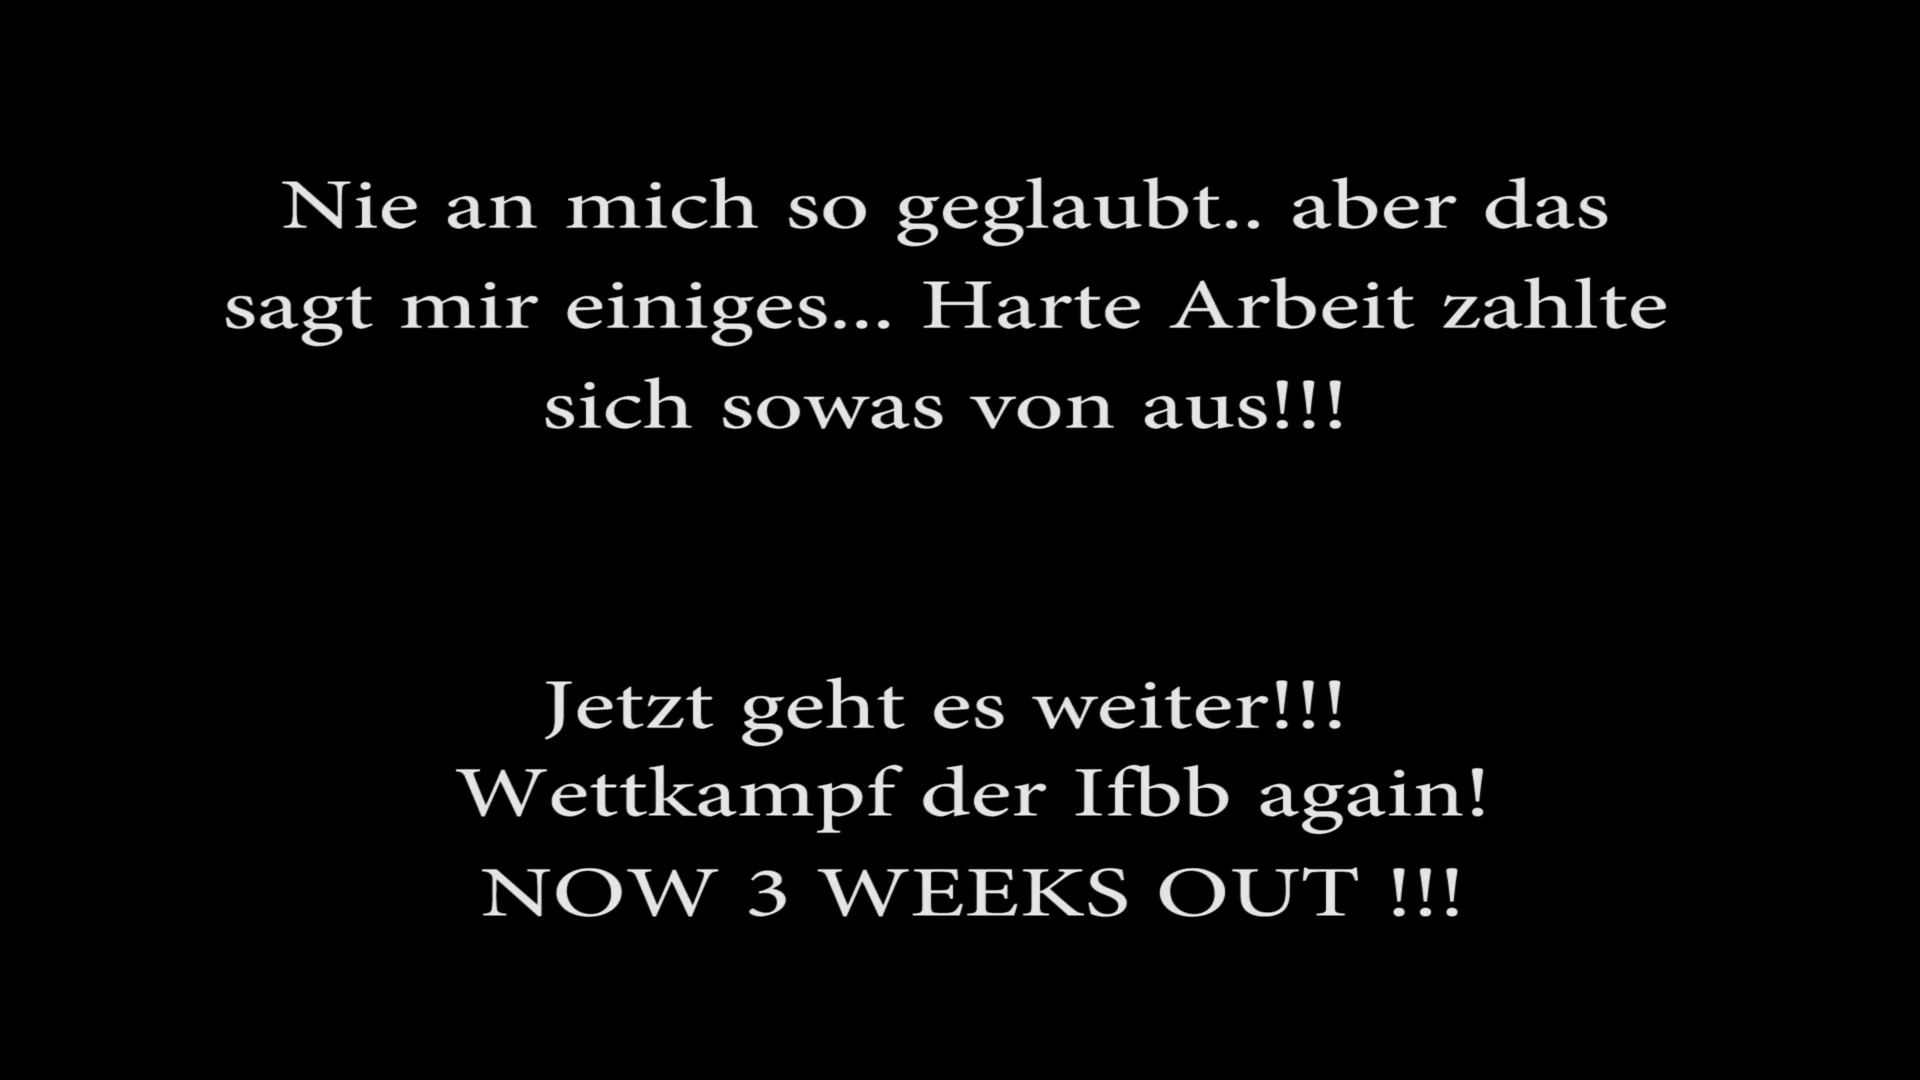 Nie an mich so geglaubt.. aber das
sagt mir einiges... Harte Arbeit zahlte
sich sowas von aus!!!
Jetzt geht es weiter!!!
Wettkampf der Ifbb again!
NOW 3 WEEKS OUT !!!